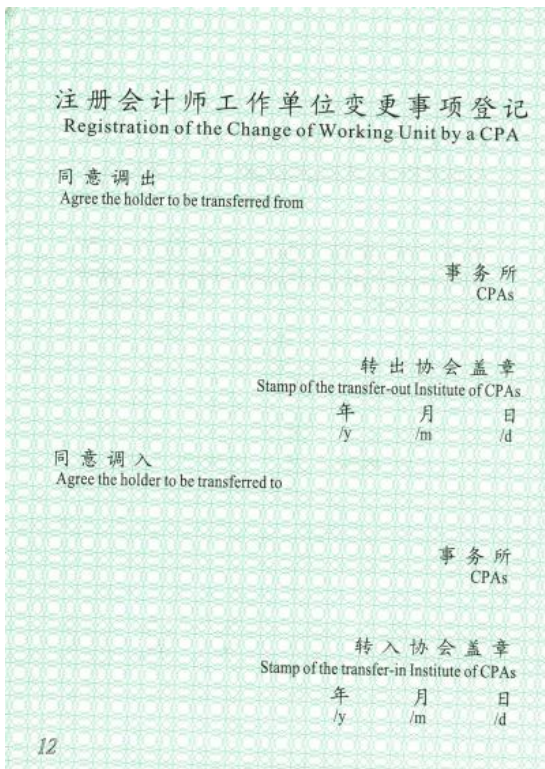 注册会计师工作单位变更事项登记
Registration of the Change of Working Unit by a CPA
同意调出
Agree the holder to be transferred from
事务所
CPAs
转出协会盖章
Stamp of the transfer-out Institute of CPAs
年 月 日
/y /m /d
同意调入
Agree the holder to be transferred to
事务所
CPAs
转入协会盖章
Stamp of the transfer-in Institute of CPAs
年 月 日
/y /m /d
12